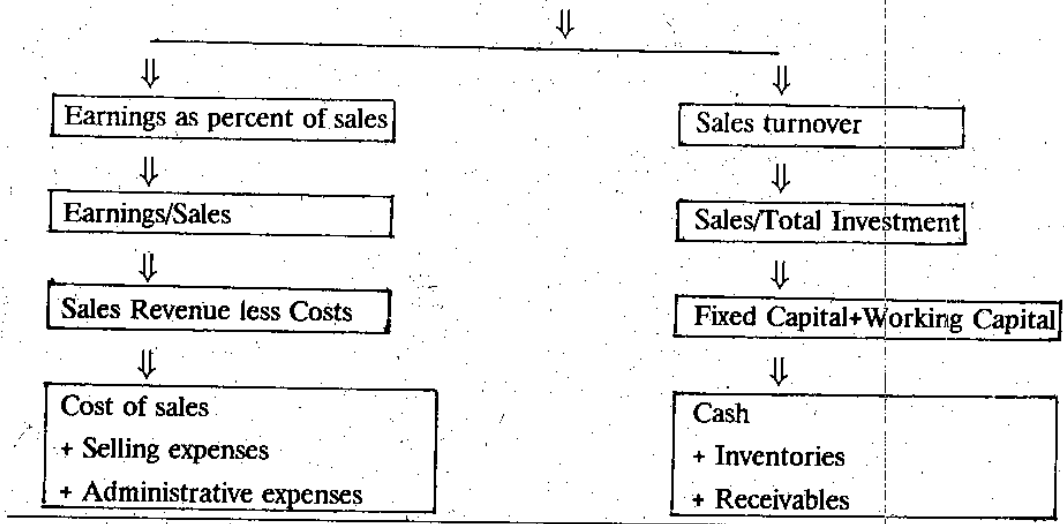 Earnings as percent of sales
Earnings/Sales
Sales Revenue less Costs
Cost of sales
+ Selling expenses
+ Administrative expenses
Sales turnover
Sales/Total Investment
Fixed Capital+Working Capital
Cash
+ Inventories
+ Receivables